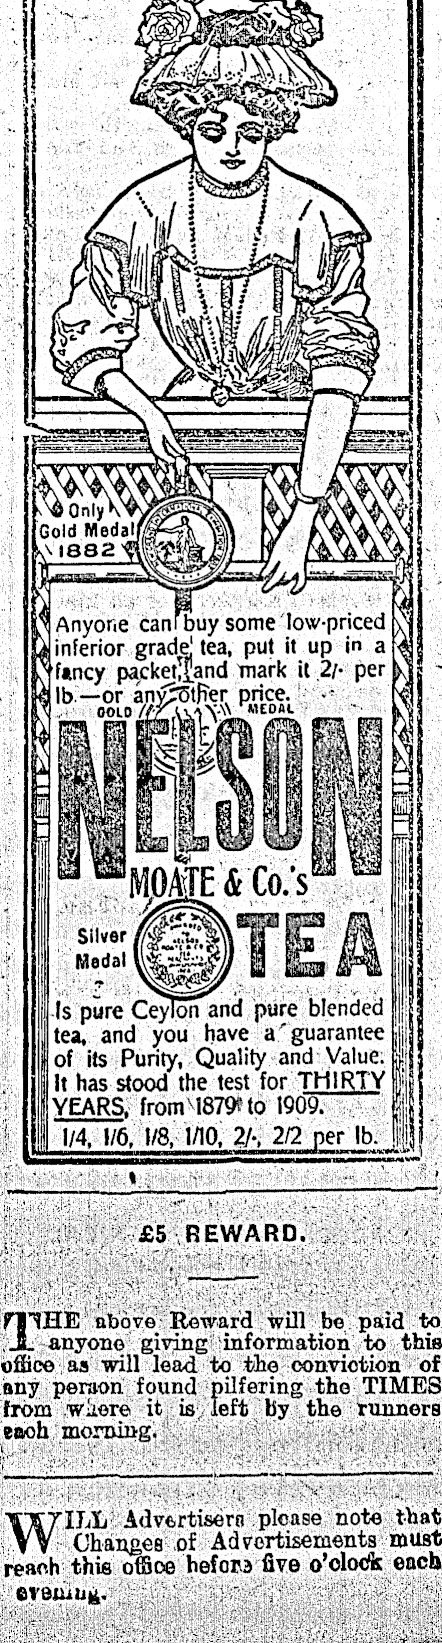 Only
Gold Medal
1882
Anyone can buy some low-priced
inferior grade tea, put it up in a
fancy packet, and mark it 2/- per
lb.—or any other price.
GOLD MEDAL
NELSON
MOATE & Co.'s
Silver
Medal
TEA
Is pure Ceylon and pure blended
tea, and you have a guarantee
of its Purity, Quality and Value.
It has stood the test for THIRTY
YEARS, from 1879 to 1909.
1/4, 1/6, 1/8, 1/10, 2/-, 2/2 per lb.
£5 REWARD.
THE above Reward will be paid to
anyone giving information to this
office as will lead to the conviction of
any person found pilfering the TIMES
from where it is left by the runners
each morning.
WILL Advertisers please note that
Changes of Advertisements must
reach this office before five o'clock each
evening.